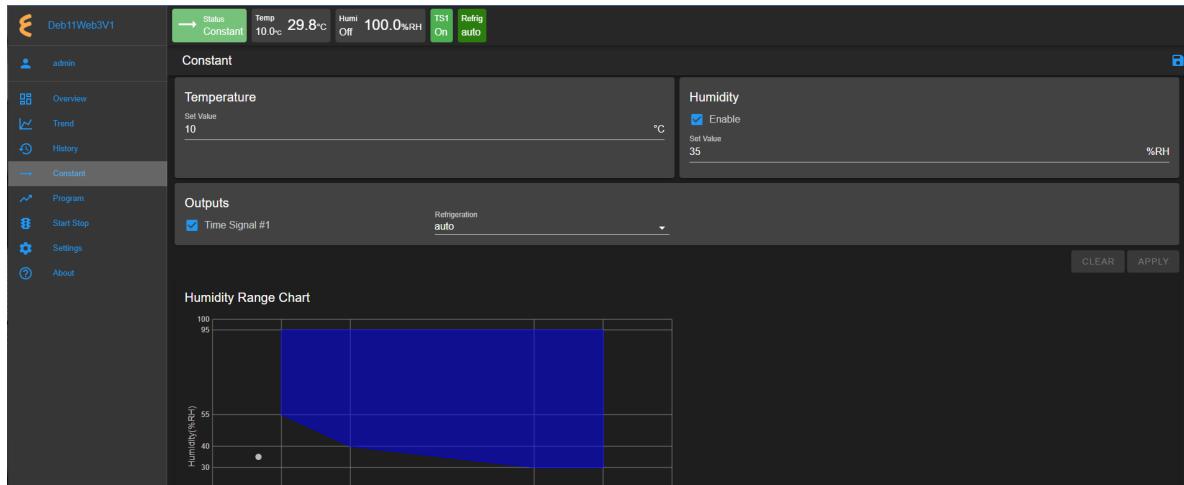 Deb11Web3V1
Status
Constant
Temp
10.0°C
29.8°C
Humi
Off
100.0%RH
TS1
On
Refrig
auto
admin
Overview
Trend
History
Constant
Program
Start Stop
Settings
About
Constant
Temperature
Set Value
10 °C
Humidity
Enable
Set Value
35 %RH
Outputs
Time Signal #1
Refrigeration
auto
CLEAR APPLY
Humidity Range Chart
100
95
55
40
30
Humidity(%RH)